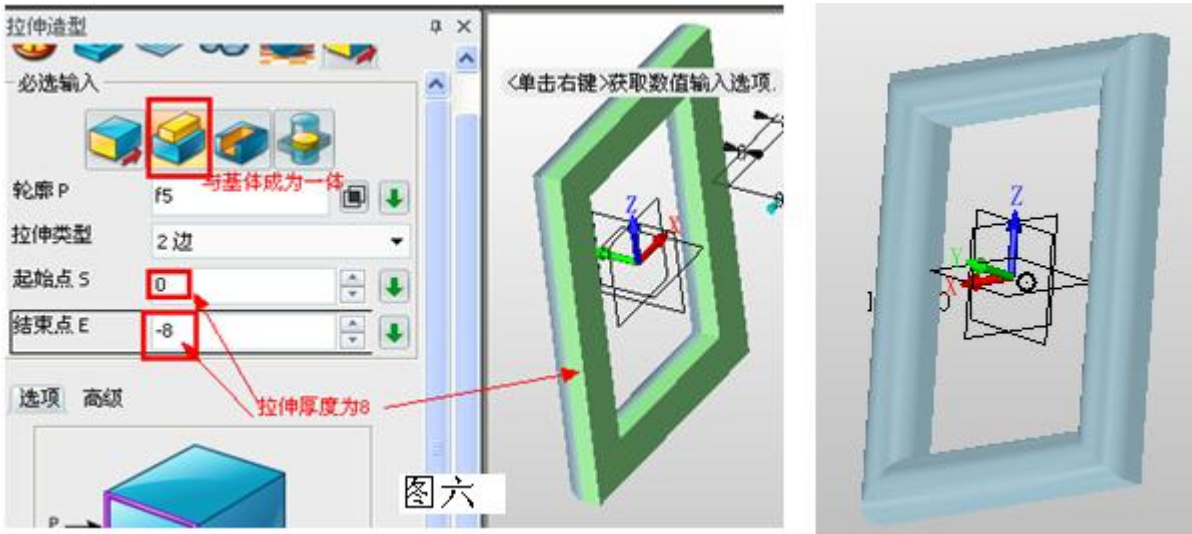 拉伸造型
必选输入
与基体成为一体
轮廓 P
f5
拉伸类型
2 边
起始点 S
0
结束点 E
-8
选项 高级
拉伸厚度为8
P
图六
<单击右键>获取数值输入选项.
Z
X
Z
Y
X